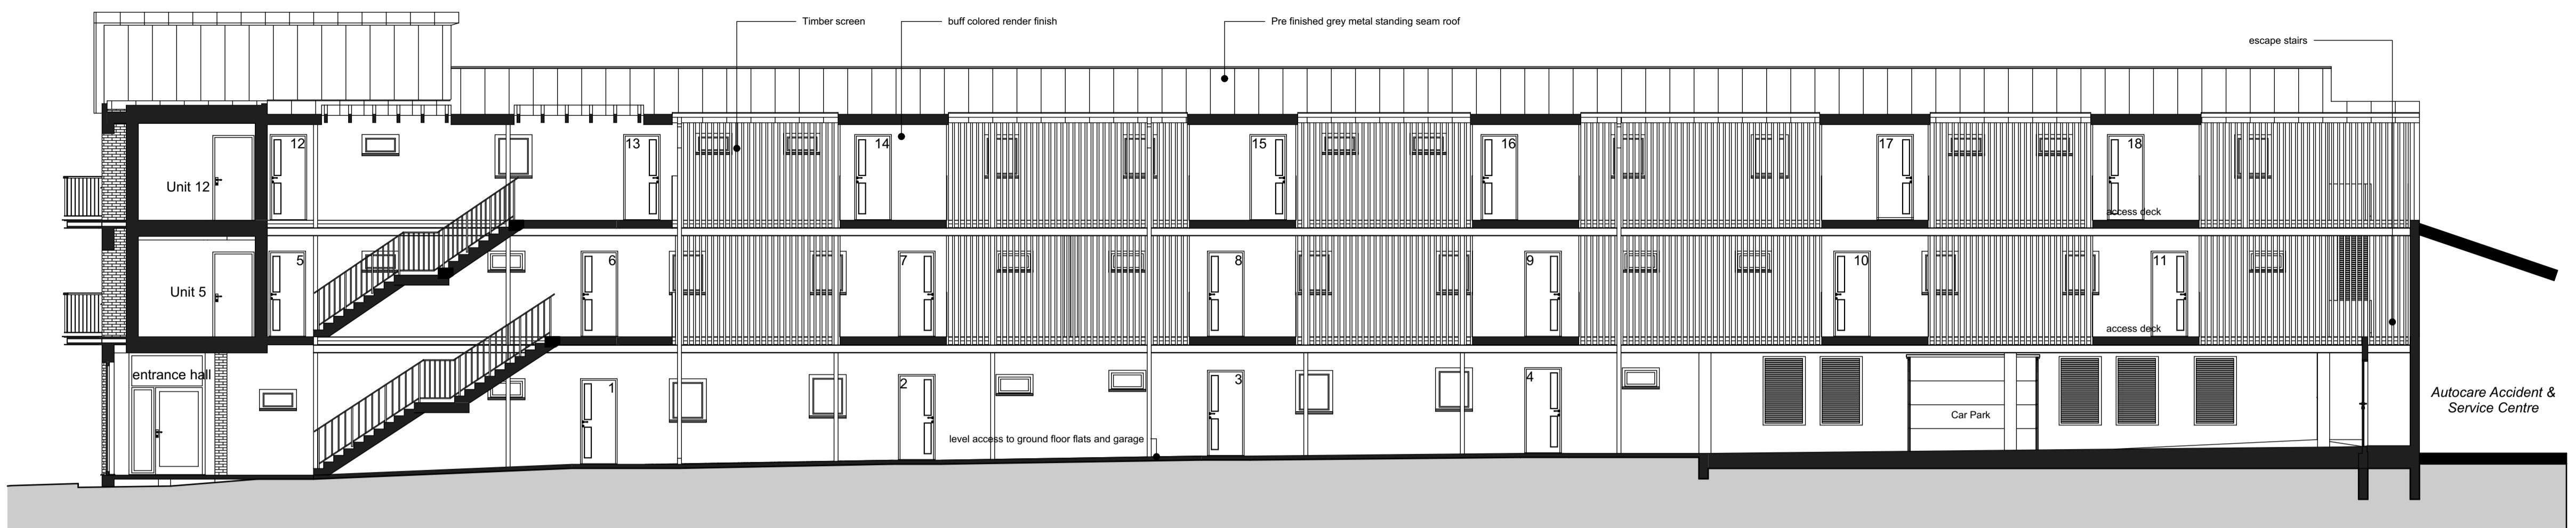 Timber screen
buff colored render finish
Pre finished grey metal standing seam roof
escape stairs
12
13
14
15
16
17
18
Unit 12
access deck
5
6
7
8
9
10
11
Unit 5
access deck
entrance hall
1
2
3
4
Car Park
Autocare Accident &
Service Centre
level access to ground floor flats and garage